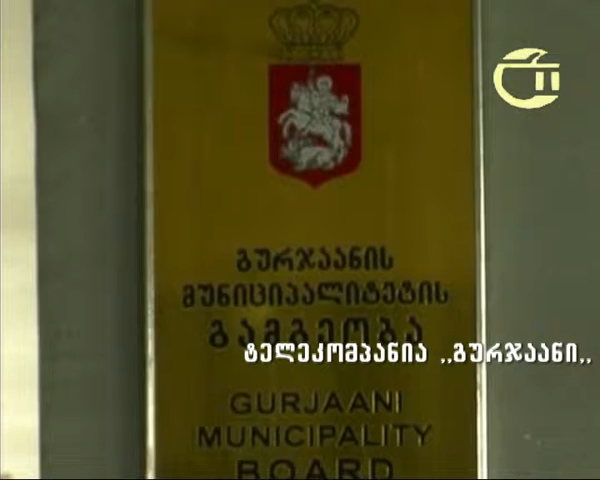 გურჯაანის
მუნიციპალიტეტის
გამგეობა
ტელეკომპანია ,,გურჯაანი,,
GURJAANI
MUNICIPALITY
BOARD